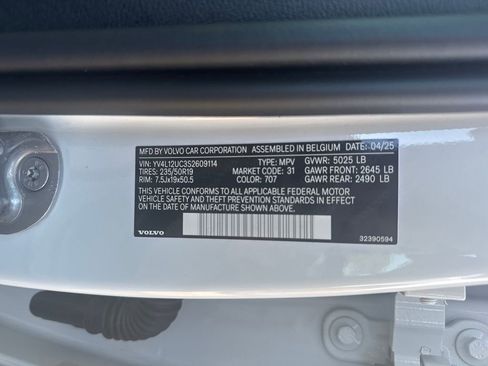 MFD BY VOLVO CAR CORPORATION ASSEMBLED IN BELGIUM DATE: 04/25
VIN: YV4L12UC3S2609114 TYPE: MPV GVWR: 5025 LB
TIRES: 235/50R19 MARKET CODE: 31 GAWR FRONT: 2645 LB
RIM: 7.5Jx19x50.5 COLOR: 707 GAWR REAR: 2490 LB
THIS VEHICLE CONFORMS TO ALL APPLICABLE FEDERAL MOTOR
VEHICLE SAFETY AND THEFT PREVENTION STANDARDS IN EFFECT
ON THE DATE OF MANUFACTURE SHOWN ABOVE.
VOLVO 32390594